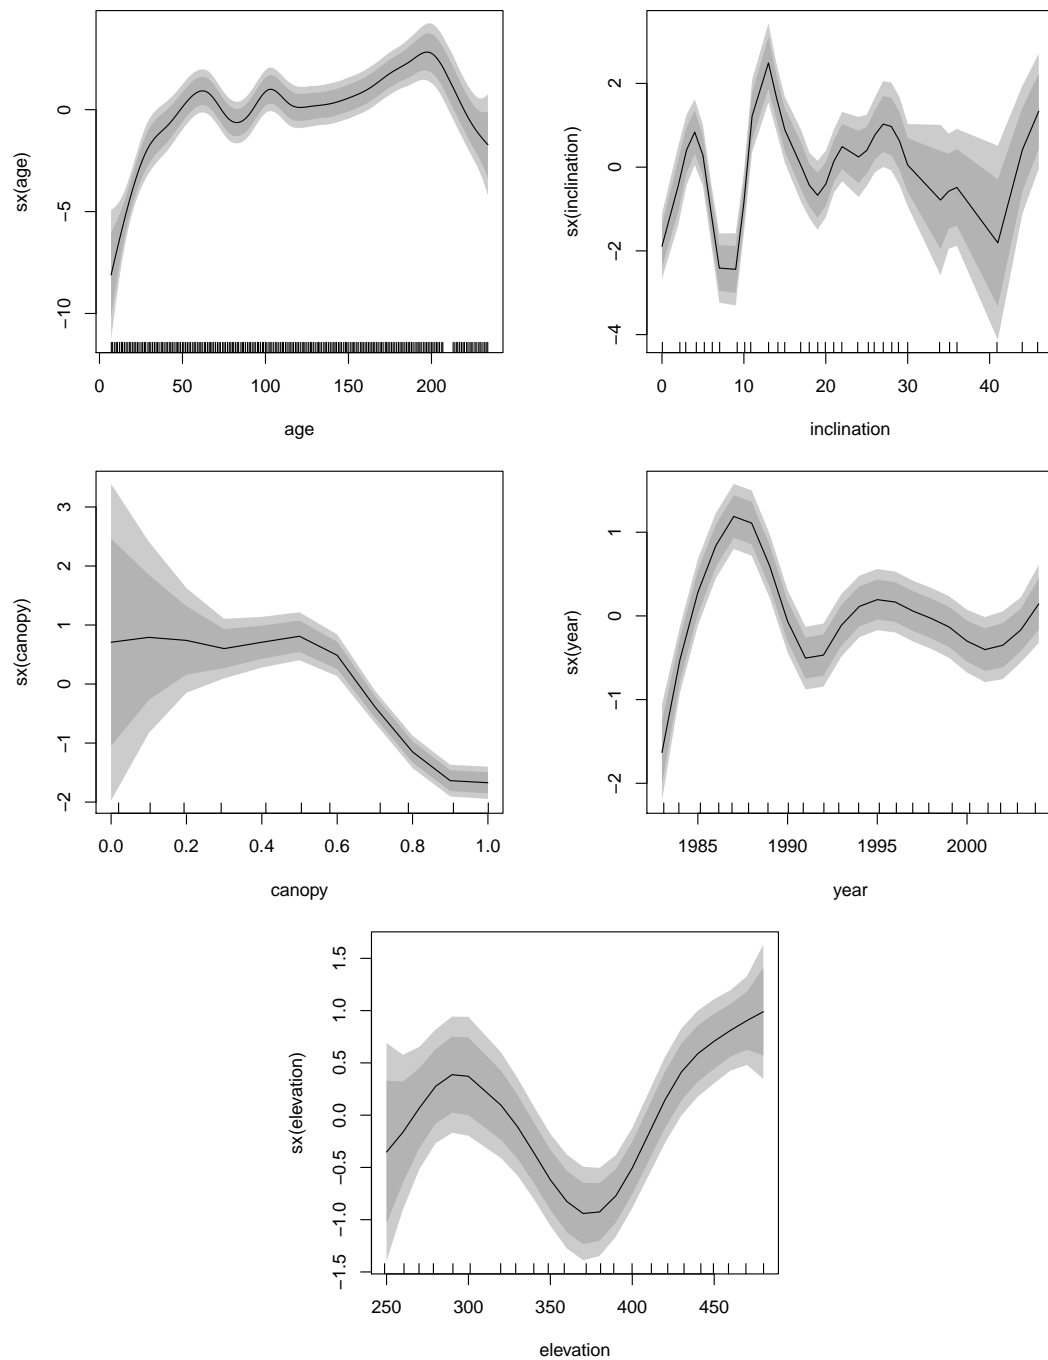 sx(age)
0
−5
−10
0 50 100 150 200
age
sx(inclination)
2
0
−2
−4
0 10 20 30 40
inclination
sx(canopy)
3
2
1
0
−1
−2
0.0 0.2 0.4 0.6 0.8 1.0
canopy
sx(year)
1
0
−1
−2
1985 1990 1995 2000
year
sx(elevation)
1.5
1.0
0.5
0.0
−0.5
−1.0
−1.5
250 300 350 400 450
elevation